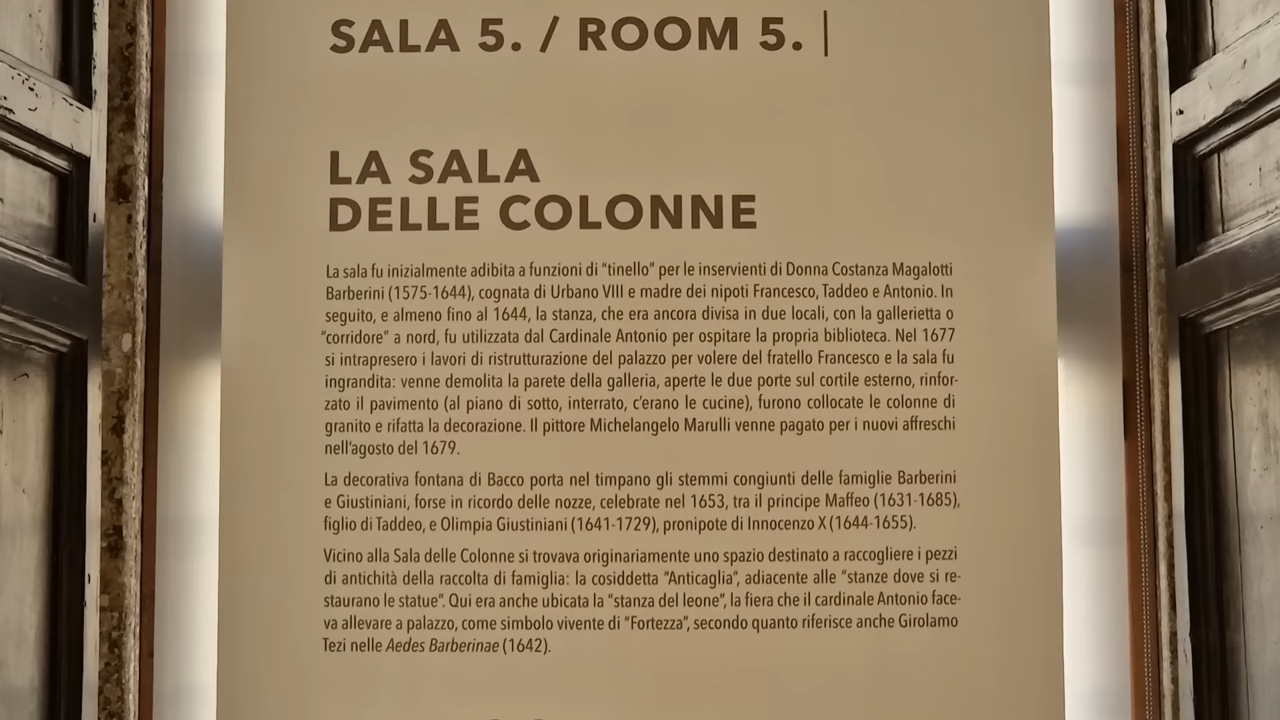 SALA 5. / ROOM 5. |
LA SALA
DELLE COLONNE
La sala fu inizialmente adibita a funzioni di “tinello” per le inservienti di Donna Costanza Magalotti
Barberini (1575-1644), cognata di Urbano VIII e madre dei nipoti Francesco, Taddeo e Antonio. In
seguito, e almeno fino al 1644, la stanza, che era ancora divisa in due locali, con la gallerietta o
“corridore” a nord, fu utilizzata dal Cardinale Antonio per ospitare la propria biblioteca. Nel 1677
si intrapresero i lavori di ristrutturazione del palazzo per volere del fratello Francesco e la sala fu
ingrandita: venne demolita la parete della galleria, aperte le due porte sul cortile esterno, rinfor-
zato il pavimento (al piano di sotto, interrato, c’erano le cucine), furono collocate le colonne di
granito e rifatta la decorazione. Il pittore Michelangelo Marulli venne pagato per i nuovi affreschi
nell’agosto del 1679.
La decorativa fontana di Bacco porta nel timpano gli stemmi congiunti delle famiglie Barberini
e Giustiniani, forse in ricordo delle nozze, celebrate nel 1653, tra il principe Maffeo (1631-1685),
figlio di Taddeo, e Olimpia Giustiniani (1641-1729), pronipote di Innocenzo X (1644-1655).
Vicino alla Sala delle Colonne si trovava originariamente uno spazio destinato a raccogliere i pezzi
di antichità della raccolta di famiglia: la cosiddetta “Anticaglia”, adiacente alle “stanze dove si re-
staurano le statue”. Qui era anche ubicata la “stanza del leone”, la fiera che il cardinale Antonio face-
va allevare a palazzo, come simbolo vivente di “Fortezza”, secondo quanto riferisce anche Girolamo
Tezi nelle Aedes Barberinae (1642).